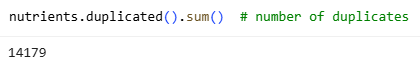 nutrients.duplicated().sum()  # number of duplicates
14179